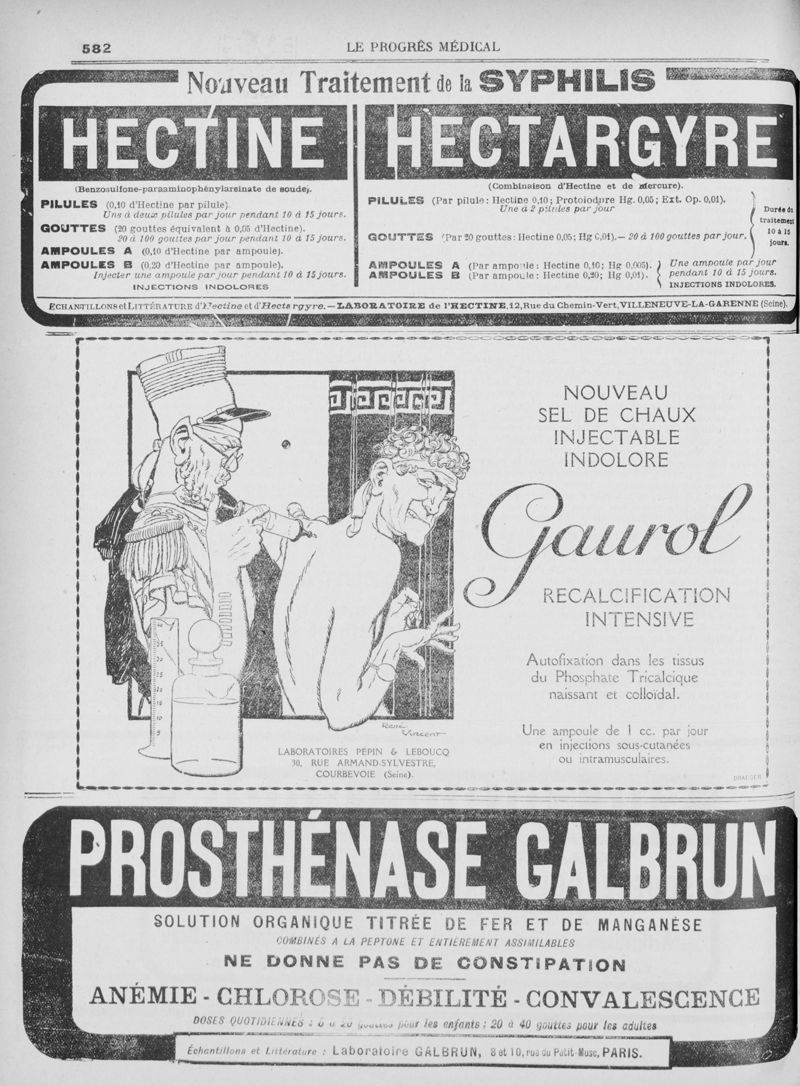 582
LE PROGRÈS MÉDICAL
Nouveau Traitement de la SYPHILIS
HECTINE
(Benzosulfone-paraaminophénylarsinate de soude).
PILULES (0,10 d'Hectine par pilule).
Une à deux pilules par jour pendant 10 à 15 jours.
GOUTTES (20 gouttes équivalent à 0,05 d'Hectine).
20 à 100 gouttes par jour pendant 10 à 15 jours.
AMPOULES A (0,10 d'Hectine par ampoule).
AMPOULES B (0,20 d'Hectine par ampoule).
Injecter une ampoule par jour pendant 10 à 15 jours.
INJECTIONS INDOLORES
HECTARGYRE
(Combinaison d'Hectine et de Mercure).
PILULES (Par pilule: Hectine 0,10; Protoiodure Hg. 0,05; Ext. Op. 0,01).
Une à 2 pilules par jour
GOUTTES (Par 20 gouttes: Hectine 0,05; Hg 0,01).— 20 à 100 gouttes par jour.
Durée du
traitement
10 à 15
jours.
AMPOULES A (Par ampoule: Hectine 0,10; Hg 0,005).
AMPOULES B (Par ampoule: Hectine 0,20; Hg 0,01).
Une ampoule par jour
pendant 10 à 15 jours.
INJECTIONS INDOLORES.
ECHANTILLONS et LITTÉRATURE d'Hectine et d'Hectargyre.—LABORATOIRE de l'HECTINE, 12, Rue du Chemin-Vert, VILLENEUVE-LA-GARENNE (Seine).
NOUVEAU
SEL DE CHAUX
INJECTABLE
INDOLORE
Gaurol
RECALCIFICATION
INTENSIVE
Autofixation dans les tissus
du Phosphate Tricalcique
naissant et colloïdal.
Une ampoule de 1 cc. par jour
en injections sous-cutanées
ou intramusculaires.
DRAEGER
René
Vincent
LABORATOIRES PÉPIN & LEBOUCQ
30, RUE ARMAND-SYLVESTRE,
COURBEVOIE (Seine).
PROSTHÉNASE GALBRUN
SOLUTION ORGANIQUE TITRÉE DE FER ET DE MANGANÈSE
COMBINÉS A LA PEPTONE ET ENTIÈREMENT ASSIMILABLES
NE DONNE PAS DE CONSTIPATION
ANÉMIE - CHLOROSE - DÉBILITÉ - CONVALESCENCE
DOSES QUOTIDIENNES : 5 à 20 gouttes pour les enfants ; 20 à 40 gouttes pour les adultes
Échantillons et Littérature : Laboratoire GALBRUN, 8 et 10, rue du Petit-Musc, PARIS.